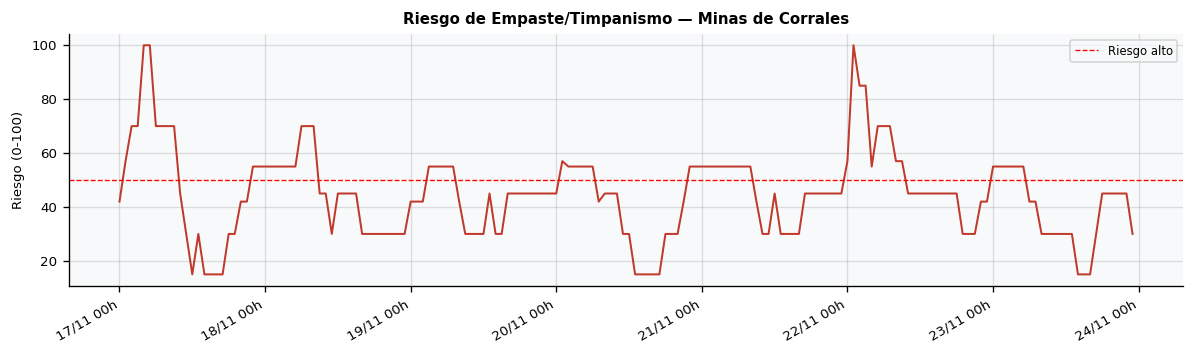 Riesgo de Empaste/Timpanismo — Minas de Corrales
Riesgo alto
Riesgo (0-100)
100
80
60
40
20
17/11 00h
18/11 00h
19/11 00h
20/11 00h
21/11 00h
22/11 00h
23/11 00h
24/11 00h